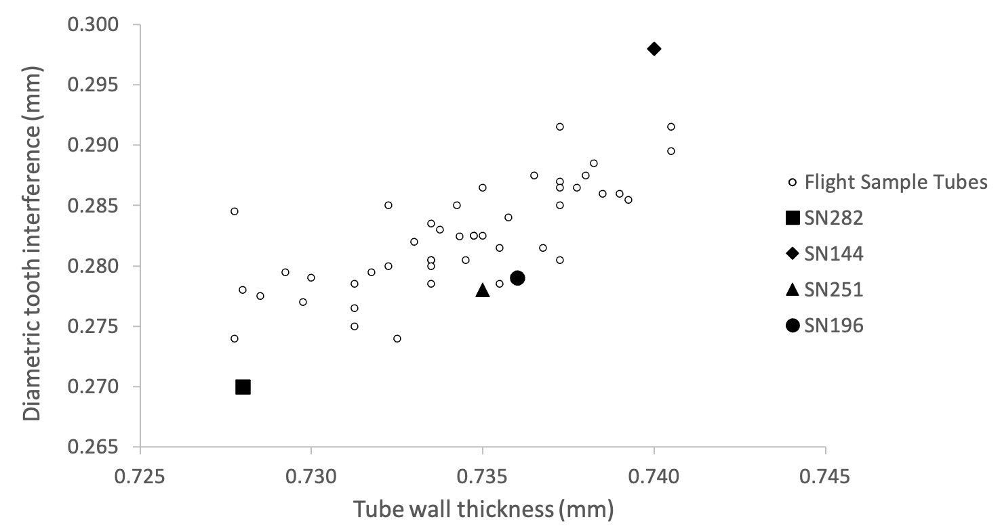 0.300
0.295
0.290
0.285
0.280
0.275
0.270
0.265
Diametric tooth interference (mm)
0.725
0.730
0.735
0.740
0.745
Tube wall thickness (mm)
Flight Sample Tubes
SN282
SN144
SN251
SN196